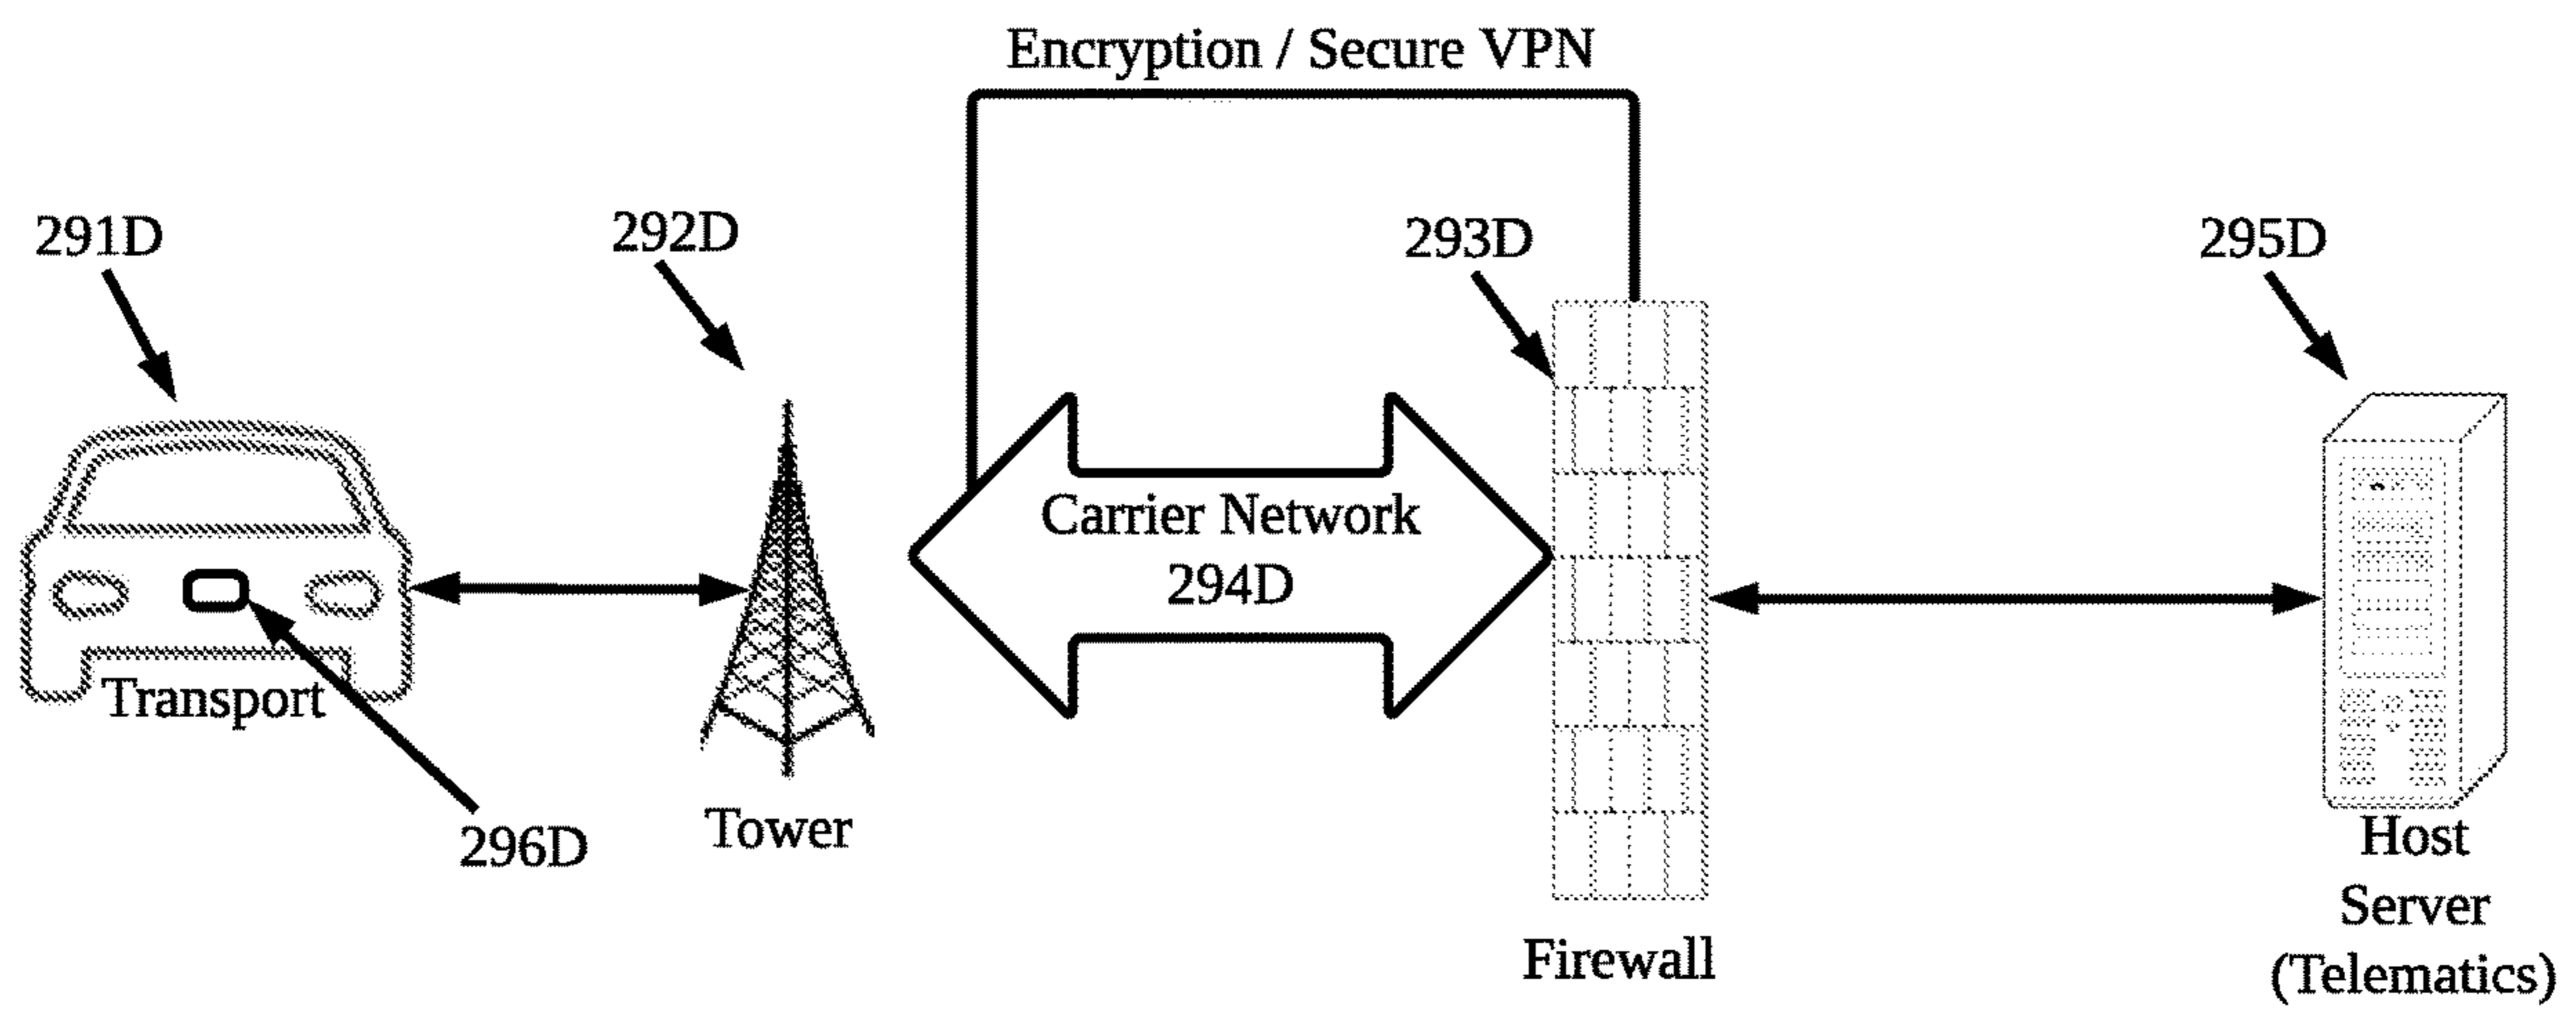 Encryption / Secure VPN
291D
292D
293D
295D
Carrier Network
294D
Transport
296D
Tower
Firewall
Host
Server
(Telematics)